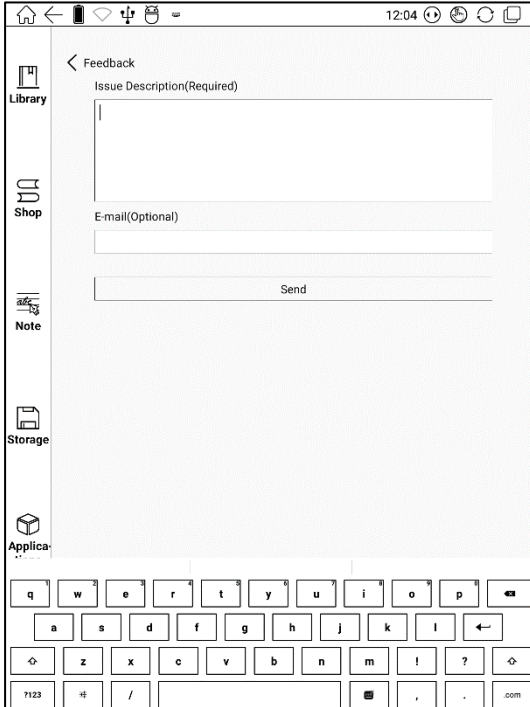 12:04
Feedback
Issue Description(Required)
E-mail(Optional)
Send
Library
Shop
Note
Storage
Applica-
q w e r t y u i o p
a s d f g h j k l
z x c v b n m ! ?
?123 / , . .com